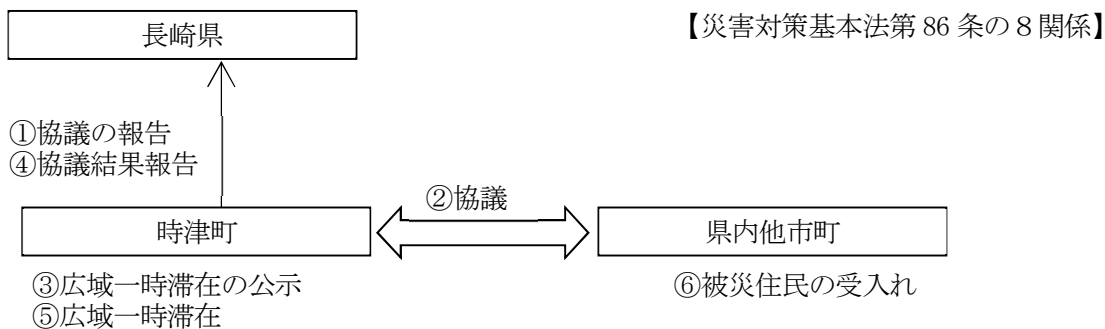 長崎県
【災害対策基本法第 86 条の８関係】
①協議の報告
④協議結果報告
②協議
時津町
県内他市町
③広域一時滞在の公示
⑤広域一時滞在
⑥被災住民の受入れ